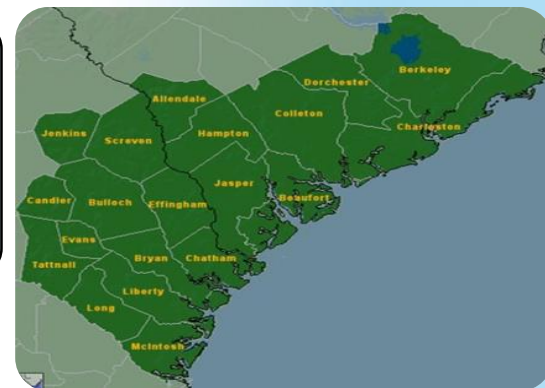 Berkeley
Dorchester
Allendale
Colleton
Charleston
Jenkins
Screven
Hampton
Jasper
Beaufort
Candler
Bulloch
Effingham
Evans
Tattnall
Bryan
Chatham
Liberty
Long
McIntosh